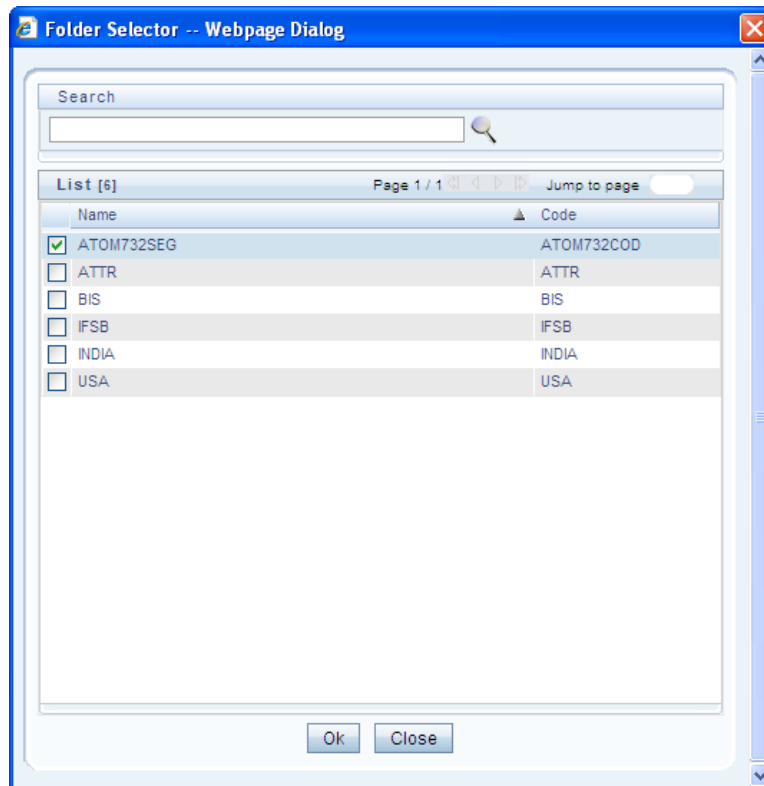 Folder Selector -- Webpage Dialog
Search
List [6] Page 1 / 1 Jump to page
Name Code
ATOM732SEG ATOM732COD
ATTR ATTR
BIS BIS
IFSB IFSB
INDIA INDIA
USA USA
Ok Close